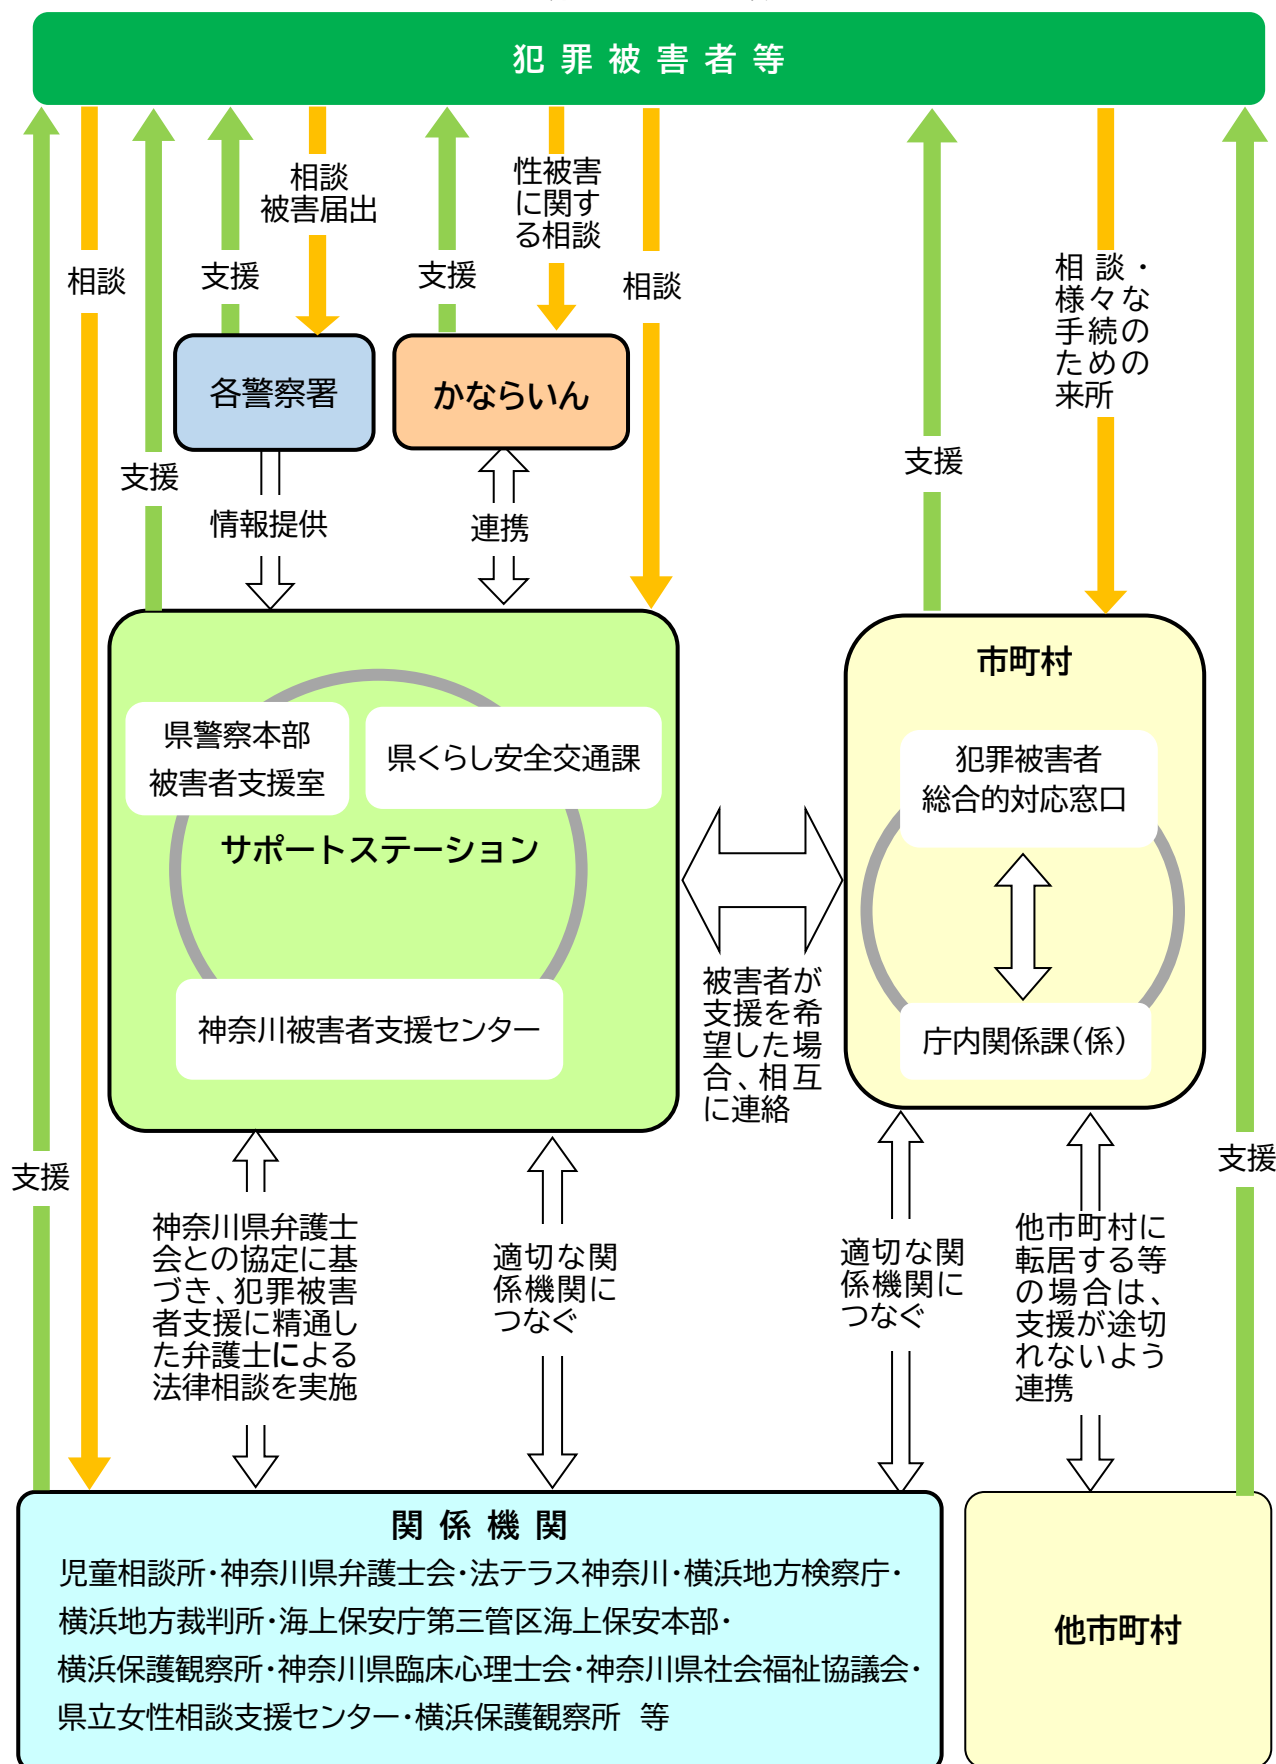 犯罪被害者等
相談
被害届出
性被害
に関す
る相談
相談
支援
支援
相談
相談・
様々な
手続の
ための
来所
各警察署
かならいん
支援
支援
情報提供
連携
市町村
県警察本部
被害者支援室
県くらし安全交通課
サポートステーション
神奈川被害者支援センター
犯罪被害者
総合的対応窓口
庁内関係課(係)
被害者が
支援を希
望した場
合、相互
に連絡
支援
支援
神奈川県弁護士
会との協定に基
づき、犯罪被害
者支援に精通し
た弁護士による
法律相談を実施
適切な関
係機関に
つなぐ
適切な関
係機関に
つなぐ
他市町村に
転居する等
の場合は、
支援が途切
れないよう
連携
関係機関
児童相談所・神奈川県弁護士会・法テラス神奈川・横浜地方検察庁・
横浜地方裁判所・海上保安庁第三管区海上保安本部・
横浜保護観察所・神奈川県臨床心理士会・神奈川県社会福祉協議会・
県立女性相談支援センター・横浜保護観察所 等
他市町村